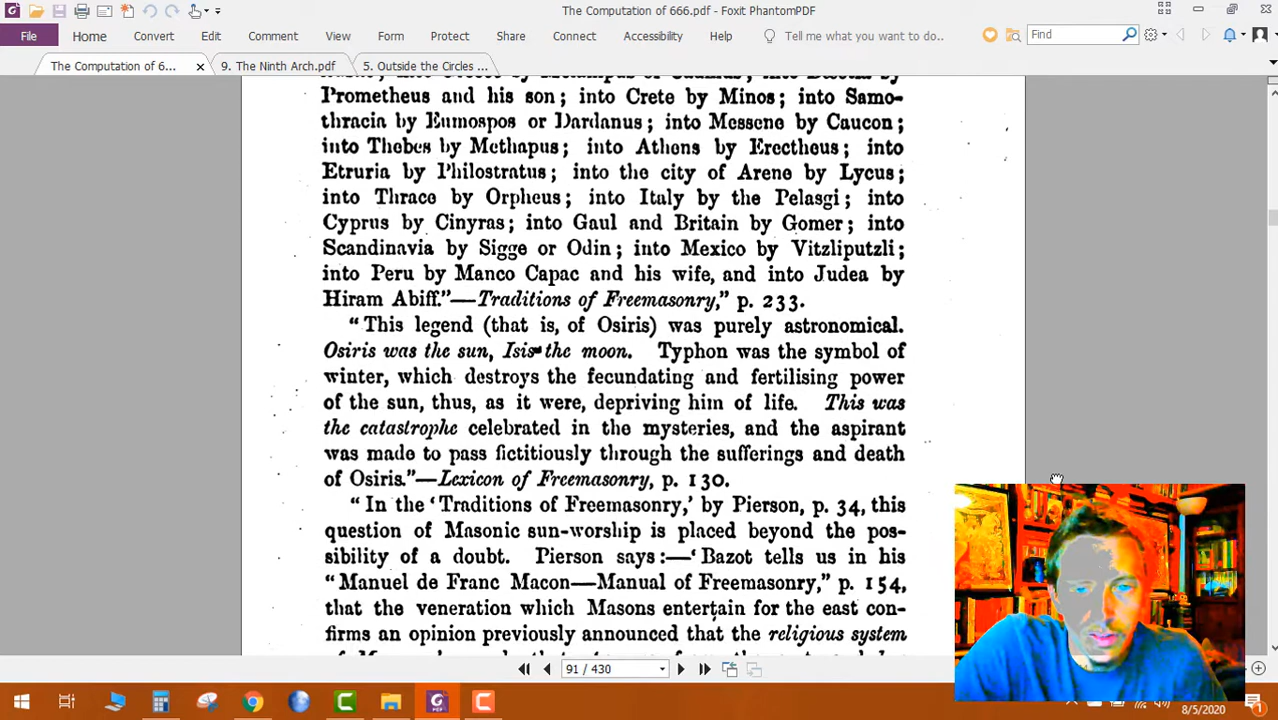 The Computation of 666.pdf - Foxit PhantomPDF
File Home Convert Edit Comment View Form Protect Share Connect Accessibility Help Tell me what you want to do.. Find
The Computation of 6... 9. The Ninth Arch.pdf 5. Outside the Circles ...
Prometheus and his son; into Crete by Minos; into Samo-
thracia by Eumospos or Dardanus; into Messene by Caucon;
into Thebes by Methapus; into Athens by Erectheus; into
Etruria by Philostratus; into the city of Arene by Lycus;
into Thrace by Orpheus; into Italy by the Pelasgi; into
Cyprus by Cinyras; into Gaul and Britain by Gomer; into
Scandinavia by Sigge or Odin; into Mexico by Vitzliputzli;
into Peru by Manco Capac and his wife, and into Judea by
Hiram Abiff."—Traditions of Freemasonry," p. 233.
"This legend (that is, of Osiris) was purely astronomical.
Osiris was the sun, Isis the moon. Typhon was the symbol of
winter, which destroys the fecundating and fertilising power
of the sun, thus, as it were, depriving him of life. This was
the catastrophe celebrated in the mysteries, and the aspirant
was made to pass fictitiously through the sufferings and death
of Osiris."—Lexicon of Freemasonry, p. 130.
"In the 'Traditions of Freemasonry,' by Pierson, p. 34, this
question of Masonic sun-worship is placed beyond the pos-
sibility of a doubt. Pierson says:—'Bazot tells us in his
"Manuel de Franc Macon—Manual of Freemasonry," p. 154,
that the veneration which Masons entertain for the east con-
firms an opinion previously announced that the religious system
91 / 430
8/5/2020